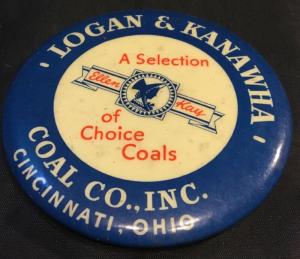 · LOGAN & KANAWHA ·
COAL CO., INC.
CINCINNATI, OHIO
A Selection
Ellen Kay
of
Choice
Coals